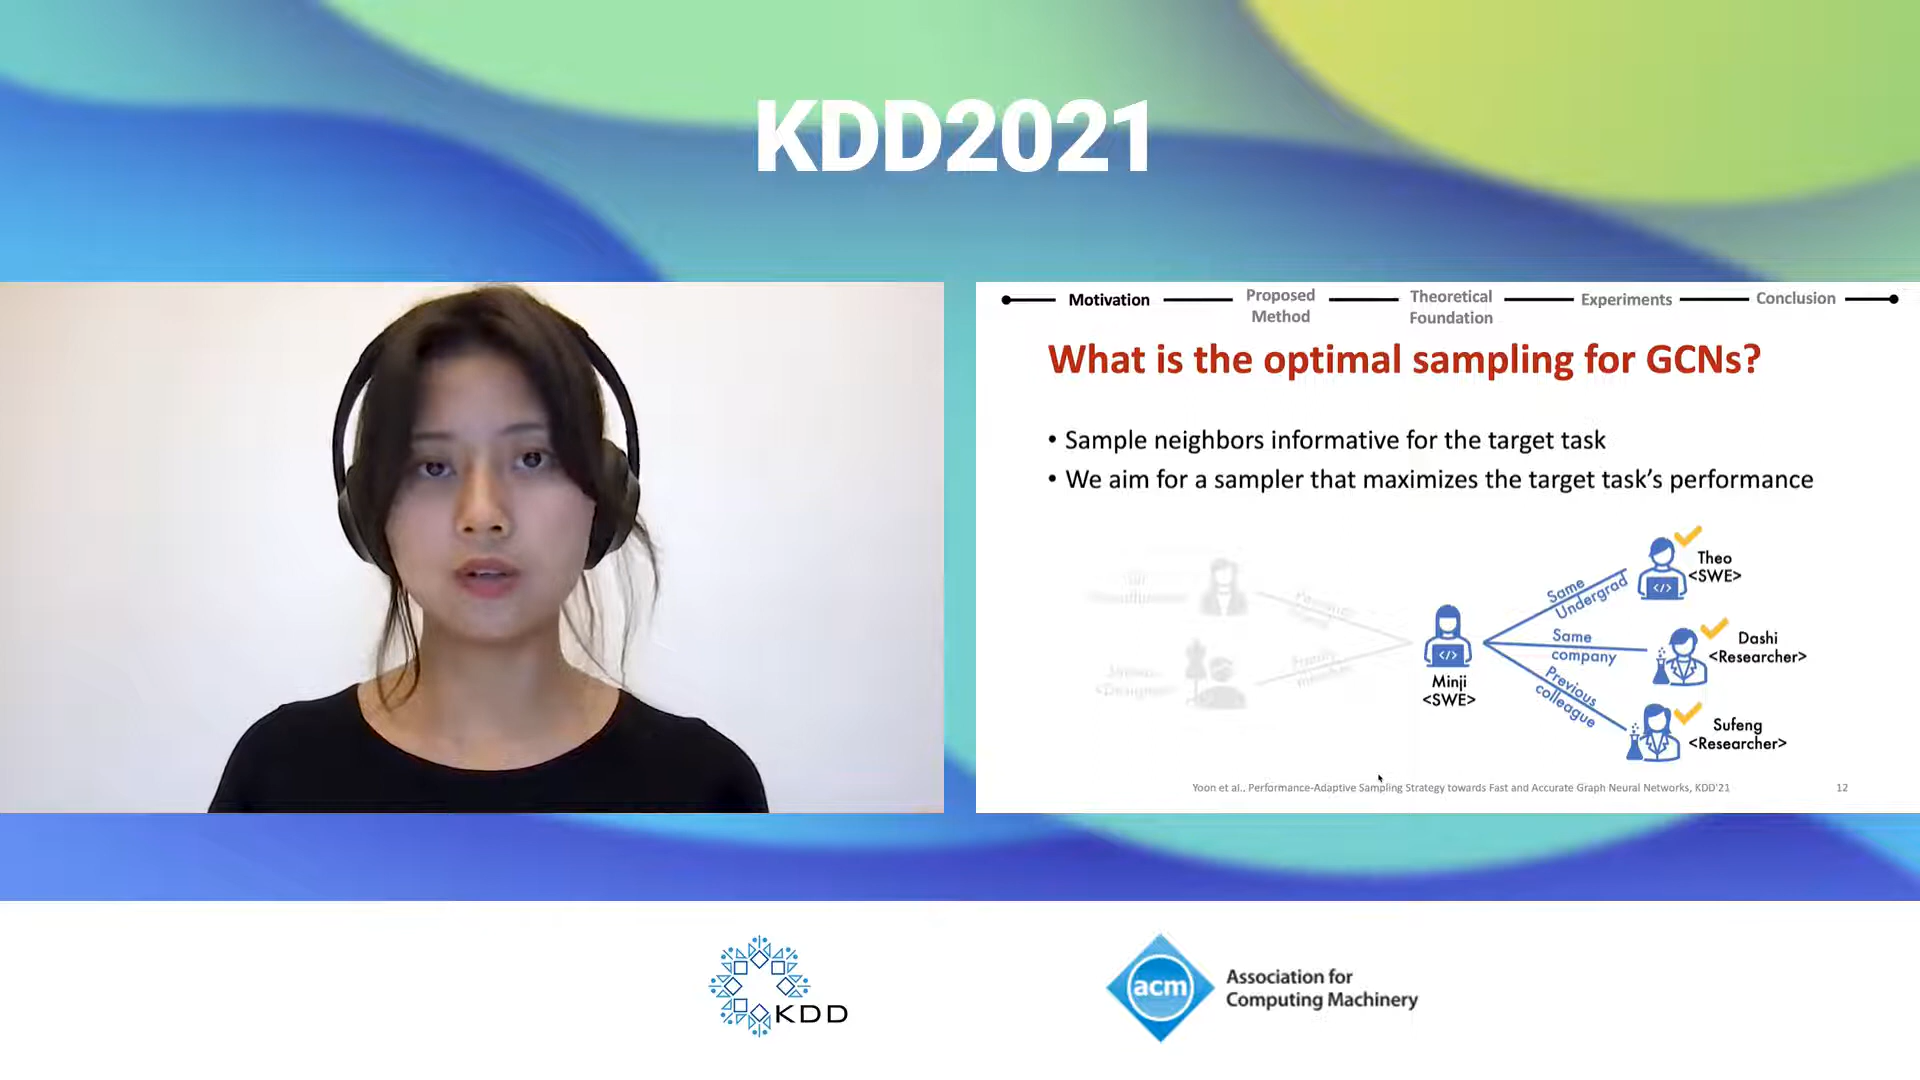 KDD2021
Motivation
Proposed
Method
Theoretical
Foundation
Experiments
Conclusion
What is the optimal sampling for GCNs?
• Sample neighbors informative for the target task
• We aim for a sampler that maximizes the target task's performance
Same
Undergrad
Theo
<SWE>
Same
company
Dashi
<Researcher>
Minji
<SWE>
Previous
colleague
Sufeng
<Researcher>
Yoon et al., Performance-Adaptive Sampling Strategy towards Fast and Accurate Graph Neural Networks, KDD'21
12
KDD
acm
Association for
Computing Machinery